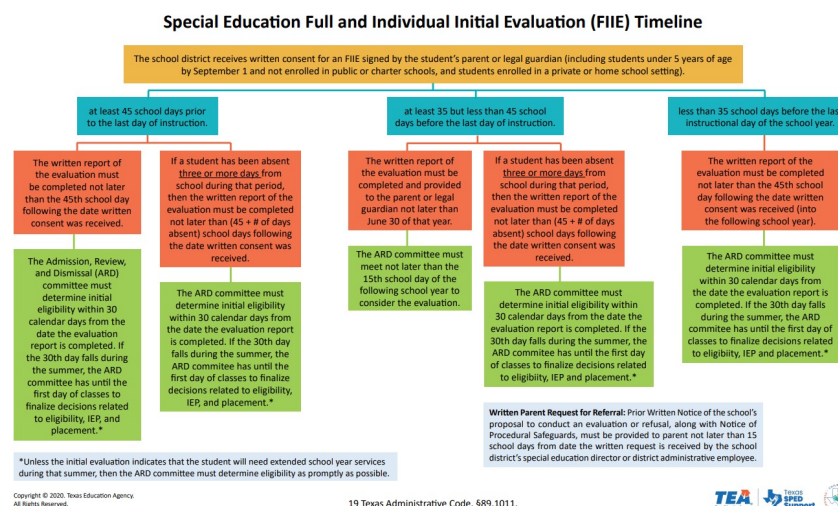 Special Education Full and Individual Initial Evaluation (FIIE) Timeline
The school district receives written consent for an FIIE signed by the student's parent or legal guardian (including students under 5 years of age
by September 1 and not enrolled in public or charter schools, and students enrolled in a private or home school setting).
at least 45 school days prior
to the last day of instruction.
at least 35 but less than 45 school
days before the last day of instruction.
less than 35 school days before the las
instructional day of the school year.
The written report of
the evaluation must
be completed not later
than the 45th school day
following the date written
consent was received.
If a student has been absent
three or more days from
school during that period,
then the written report of the
evaluation must be completed
not later than (45 + # of days
absent) school days following
the date written consent was
received.
The written report of
the evaluation must be
completed and provided
to the parent or legal
guardian not later than
June 30 of that year.
If a student has been absent
three or more days from
school during that period,
then the written report of the
evaluation must be completed
not later than (45 + # of days
absent) school days following
the date written consent was
received.
The written report of the
evaluation must be completed
not later than the 45th school
day following the date written
consent was received (into
the following school year).
The Admission, Review,
and Dismissal (ARD)
committee must
determine initial
eligibility within 30
calendar days from the
date the evaluation
report is completed. If
the 30th day falls during
the summer, the ARD
committee has until the
first day of classes to
finalize decisions related
to eligibility, IEP, and
placement.*
The ARD committee must
determine initial eligibility
within 30 calendar days from
the date the evaluation report
is completed. If the 30th day
falls during the summer, the
ARD commitee has until the
first day of classes to finalize
decisions related to eligibility,
IEP, and placement.*
The ARD committee must
meet not later than the
15th school day of the
following school year to
consider the evaluation.
The ARD committee must determine
initial eligibility within 30 calendar
days from the date the evaluation
report is completed. If the 30th day
falls during the summer, the ARD
commitee has until the first day
of classes to finalize decisions related
to eligibiity, IEP and placement.*
The ARD committee must determine
initial eligibility within 30 calendar days
from the date the evaluation report is
completed. If the 30th day falls during
the summer, the ARD commitee has
until the first day of classes to finalize
decisions related to eligibility, IEP and
placement.*
Written Parent Request for Referral: Prior Written Notice of the school's
proposal to conduct an evaluation or refusal, along with Notice of
Procedural Safeguards, must be provided to parent not later than 15
school days from date the written request is received by the school
district's special education director or district administrative employee.
*Unless the initial evaluation indicates that the student will need extended school year services
during that summer, then the ARD committee must determine eligibility as promptly as possible.
Copyright © 2020. Texas Education Agency.
All Rights Reserved.
19 Texas Administrative Code, §89.1011.
TEA
Texas
SPED
Support